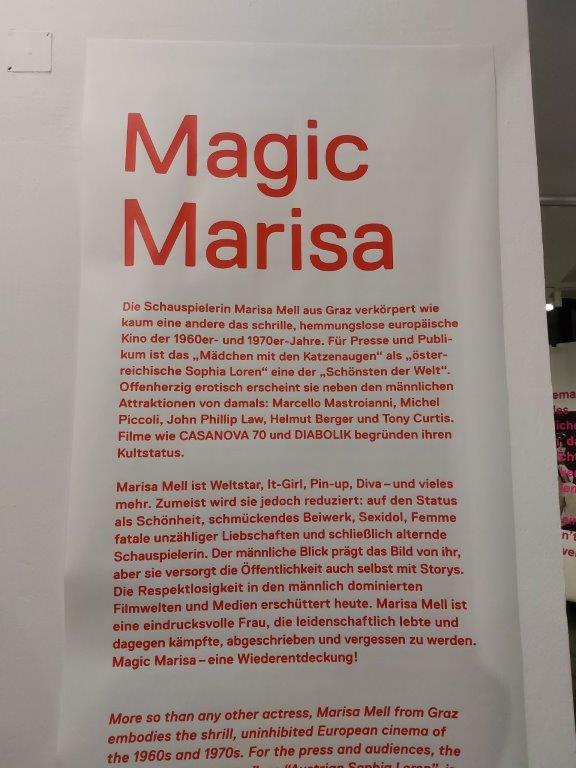 Magic
Marisa
Die Schauspielerin Marisa Mell aus Graz verkörpert wie
kaum eine andere das schrille, hemmungslose europäische
Kino der 1960er- und 1970er-Jahre. Für Presse und Publi-
kum ist das „Mädchen mit den Katzenaugen“ als „öster-
reichische Sophia Loren“ eine der „Schönsten der Welt“.
Offenherzig erotisch erscheint sie neben den männlichen
Attraktionen von damals: Marcello Mastroianni, Michel
Piccoli, John Phillip Law, Helmut Berger und Tony Curtis.
Filme wie CASANOVA 70 und DIABOLIK begründen ihren
Kultstatus.
Marisa Mell ist Weltstar, It-Girl, Pin-up, Diva – und vieles
mehr. Zumeist wird sie jedoch reduziert: auf den Status
als Schönheit, schmückendes Beiwerk, Sexidol, Femme
fatale unzähliger Liebschaften und schließlich alternde
Schauspielerin. Der männliche Blick prägt das Bild von ihr,
aber sie versorgt die Öffentlichkeit auch selbst mit Storys.
Die Respektlosigkeit in den männlich dominierten
Filmwelten und Medien erschüttert heute. Marisa Mell ist
eine eindrucksvolle Frau, die leidenschaftlich lebte und
dagegen kämpfte, abgeschrieben und vergessen zu werden.
Magic Marisa – eine Wiederentdeckung!
More so than any other actress, Marisa Mell from Graz
embodies the shrill, uninhibited European cinema of
the 1960s and 1970s. For the press and audiences, the
"Austrian Sophia Loren", is